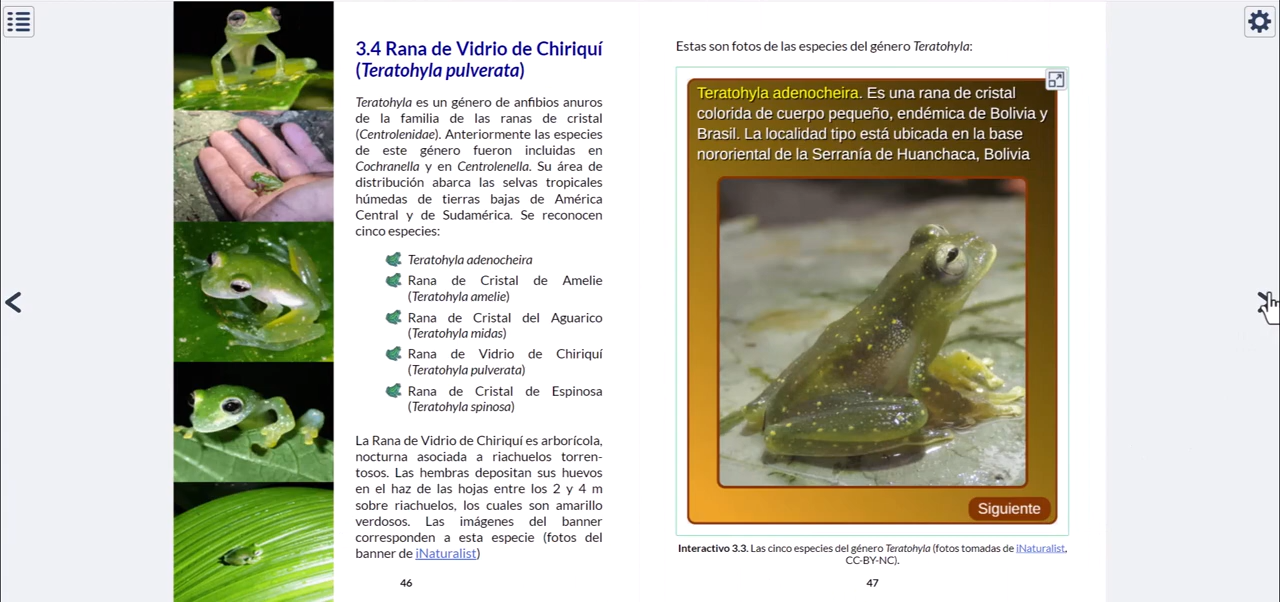 3.4 Rana de Vidrio de Chiriquí
(Teratohyla pulverata)
Teratohyla es un género de anfibios anuros
de la familia de las ranas de cristal
(Centrolenidae). Anteriormente las especies
de este género fueron incluidas en
Cochranella y en Centrolenella. Su área de
distribución abarca las selvas tropicales
húmedas de tierras bajas de América
Central y de Sudamérica. Se reconocen
cinco especies:
Teratohyla adenocheira
Rana de Cristal de Amelie
(Teratohyla amelie)
Rana de Cristal del Aguarico
(Teratohyla midas)
Rana de Vidrio de Chiriquí
(Teratohyla pulverata)
Rana de Cristal de Espinosa
(Teratohyla spinosa)
La Rana de Vidrio de Chiriquí es arborícola,
nocturna asociada a riachuelos torren-
tosos. Las hembras depositan sus huevos
en el haz de las hojas entre los 2 y 4 m
sobre riachuelos, los cuales son amarillo
verdosos. Las imágenes del banner
corresponden a esta especie (fotos del
banner de iNaturalist)
46
Estas son fotos de las especies del género Teratohyla:
Teratohyla adenocheira. Es una rana de cristal
colorida de cuerpo pequeño, endémica de Bolivia y
Brasil. La localidad tipo está ubicada en la base
nororiental de la Serranía de Huanchaca, Bolivia
Siguiente
Interactivo 3.3. Las cinco especies del género Teratohyla (fotos tomadas de iNaturalist,
CC-BY-NC).
47